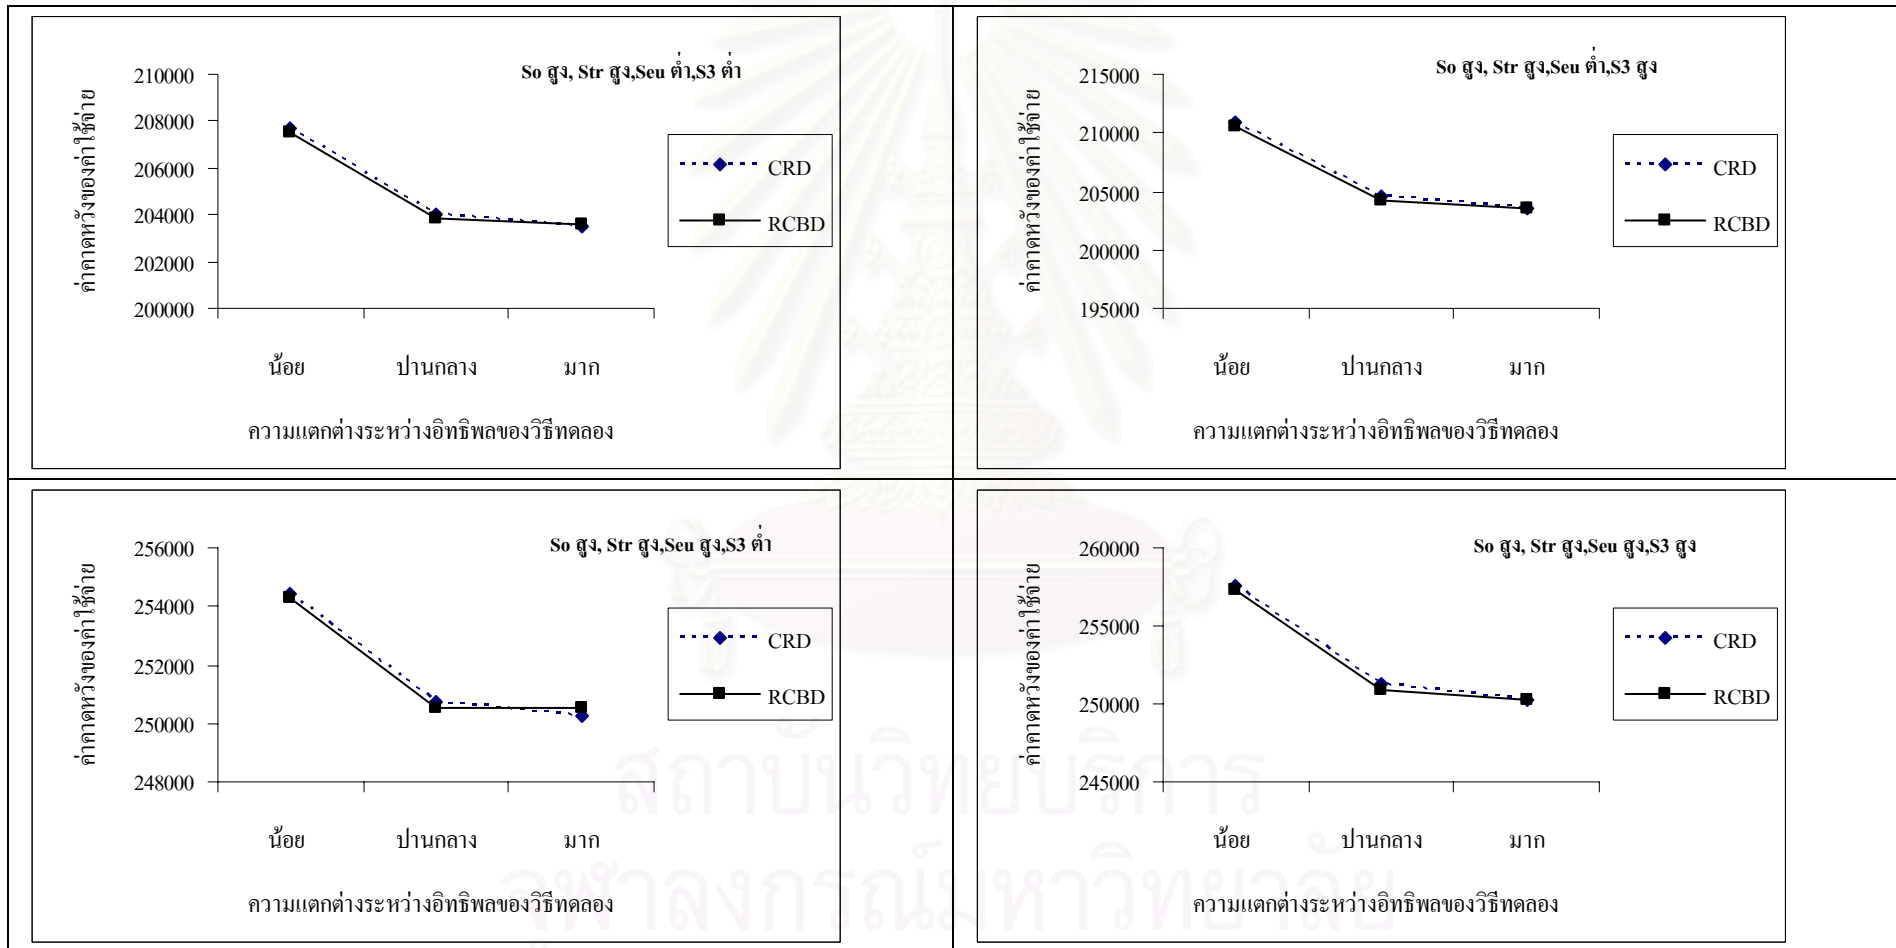 So สูง, Str สูง,Seu ต่ำ,S3 ต่ำ
ค่าคาดหวังของค่าใช้จ่าย
210000
208000
206000
204000
202000
200000
CRD
RCBD
น้อย ปานกลาง มาก
ความแตกต่างระหว่างอิทธิพลของวิธีทดลอง
So สูง, Str สูง,Seu ต่ำ,S3 สูง
ค่าคาดหวังของค่าใช้จ่าย
215000
210000
205000
200000
195000
CRD
RCBD
น้อย ปานกลาง มาก
ความแตกต่างระหว่างอิทธิพลของวิธีทดลอง
So สูง, Str สูง,Seu สูง,S3 ต่ำ
ค่าคาดหวังของค่าใช้จ่าย
256000
254000
252000
250000
248000
CRD
RCBD
น้อย ปานกลาง มาก
ความแตกต่างระหว่างอิทธิพลของวิธีทดลอง
So สูง, Str สูง,Seu สูง,S3 สูง
ค่าคาดหวังของค่าใช้จ่าย
260000
255000
250000
245000
CRD
RCBD
น้อย ปานกลาง มาก
ความแตกต่างระหว่างอิทธิพลของวิธีทดลอง
สถาบันวิทยบริการ
จุฬาลงกรณ์มหาวิทยาลัย